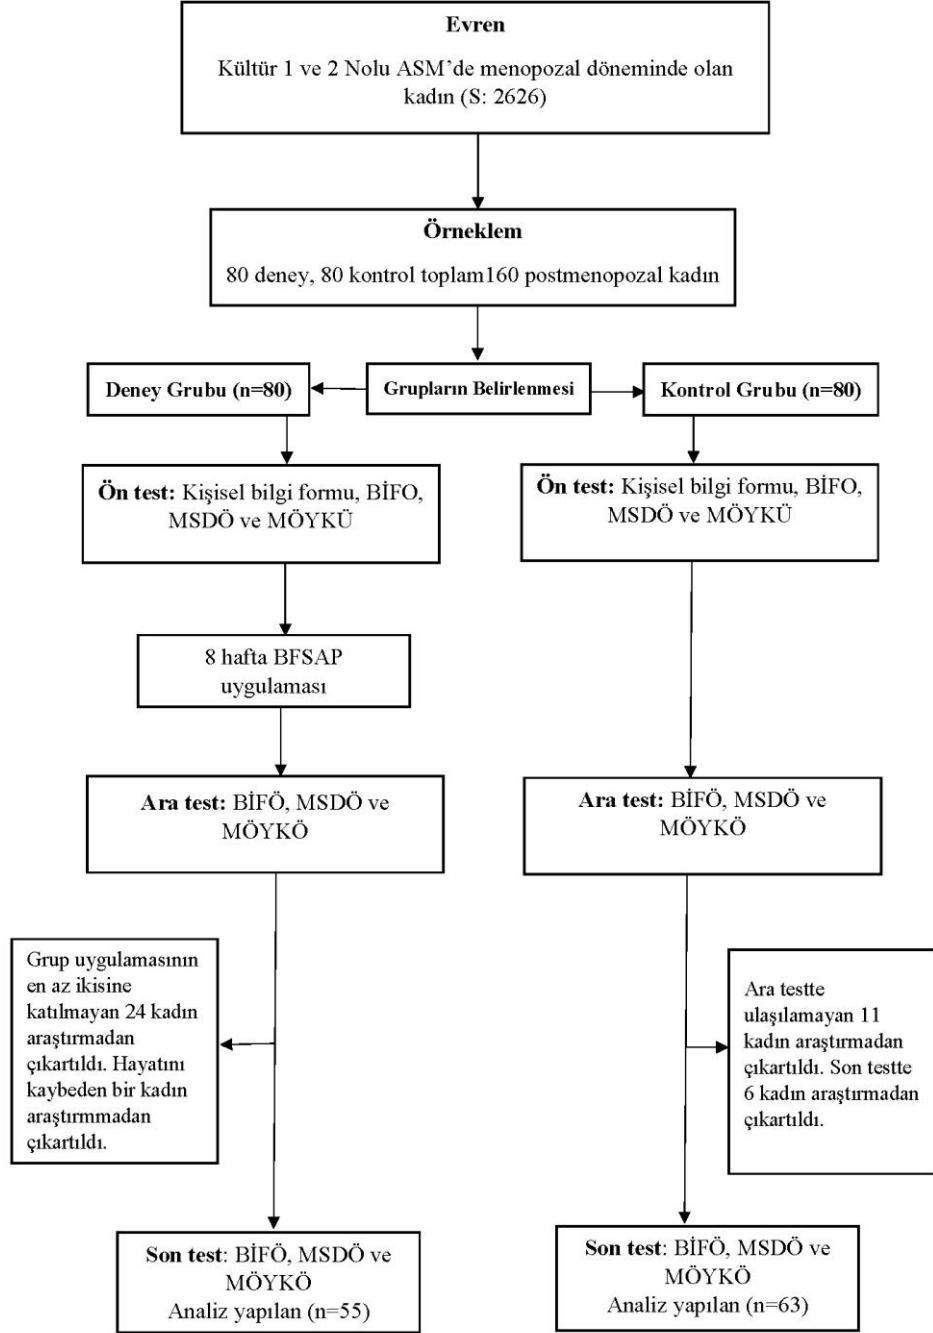 Evren
Kültür 1 ve 2 Nolu ASM’de menopozal döneminde olan
kadın (S: 2626)
Örneklem
80 deney, 80 kontrol toplam160 postmenopozal kadın
Deney Grubu (n=80)
Grupların Belirlenmesi
Kontrol Grubu (n=80)
Ön test: Kişisel bilgi formu, BİFO,
MSDÖ ve MÖYKÜ
Ön test: Kişisel bilgi formu, BİFO,
MSDÖ ve MÖYKÜ
8 hafta BFSAP
uygulaması
Ara test: BİFÖ, MSDÖ ve
MÖYKÖ
Ara test: BİFÖ, MSDÖ ve
MÖYKÖ
Grup uygulamasının
en az ikisine
katılmayan 24 kadın
araştırmadan
çıkartıldı. Hayatını
kaybeden bir kadın
araştırmmadan
çıkartıldı.
Ara testte
ulaşılamayan 11
kadın araştırmadan
çıkartıldı. Son testte
6 kadın araştırmadan
çıkartıldı.
Son test: BİFÖ, MSDÖ ve
MÖYKÖ
Analiz yapılan (n=55)
Son test: BİFÖ, MSDÖ ve
MÖYKÖ
Analiz yapılan (n=63)